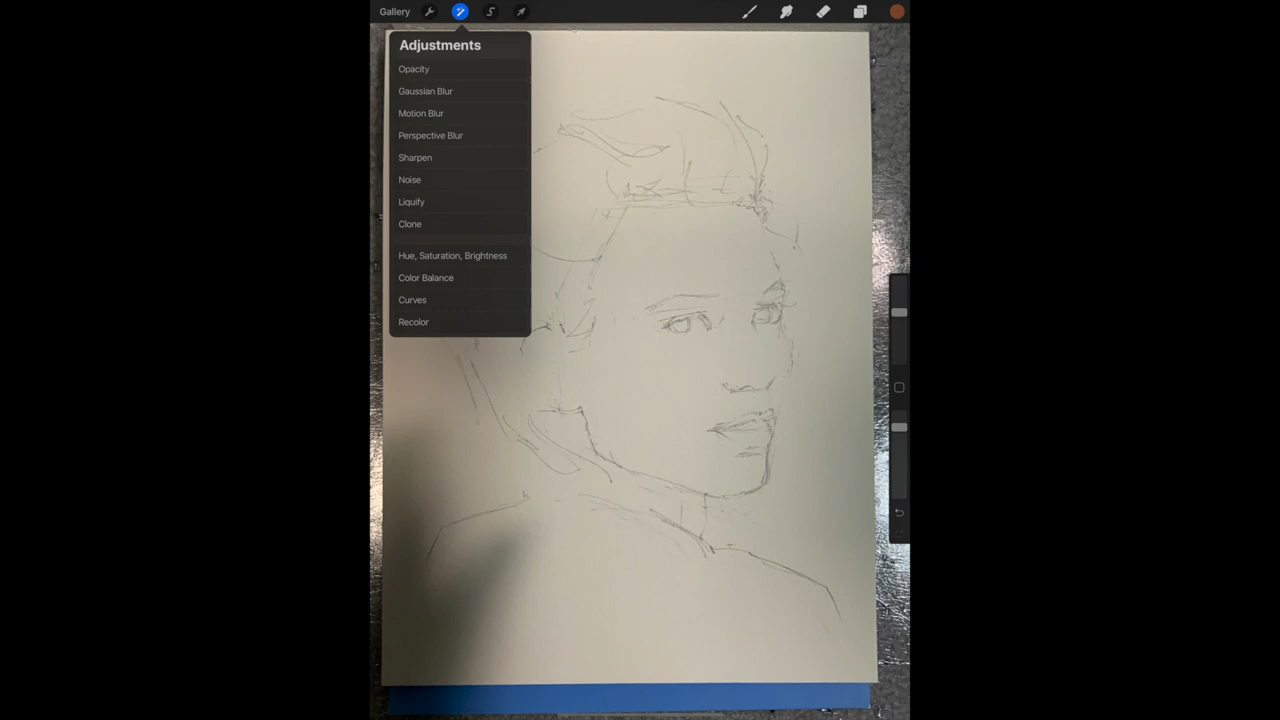 Gallery
Adjustments
Opacity
Gaussian Blur
Motion Blur
Perspective Blur
Sharpen
Noise
Liquify
Clone
Hue, Saturation, Brightness
Color Balance
Curves
Recolor